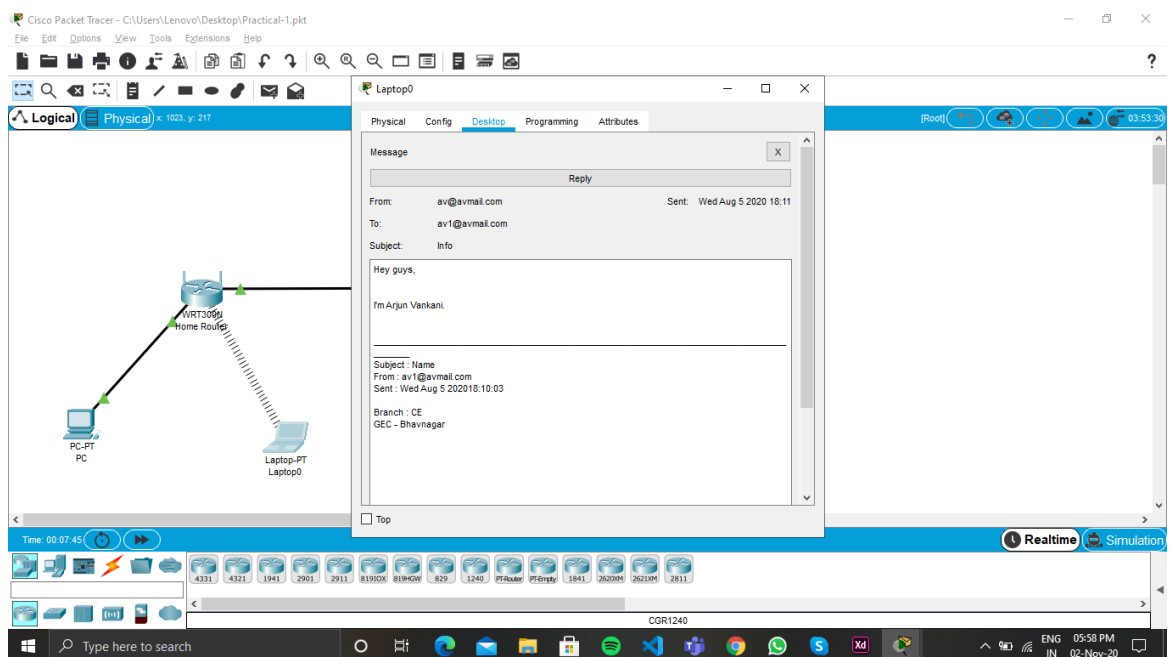 Cisco Packet Tracer - C:\Users\Lenovo\Desktop\Practical-1.pkt
File Edit Options View Tools Extensions Help
?
Logical Physical x: 1023, y: 217
[Root] 03:53:30
Laptop0
Physical Config Desktop Programming Attributes
Message X
Reply
From: av@avmail.com Sent: Wed Aug 5 2020 18:11
To: av1@avmail.com
Subject: Info
Hey guys,
I'm Arjun Vankani.
Subject : Name
From : av1@avmail.com
Sent : Wed Aug 5 202018:10:03
Branch : CE
GEC - Bhavnagar
Top
WRT300N
Home Router
PC-PT
PC
Laptop-PT
Laptop0
Time: 00:07:45
Realtime Simulation
4331 4321 1941 2901 2911 819IOX 819HGW 829 1240 PT-Router PT-Empty 1841 2620XM 2621XM 2811
CGR1240
Type here to search
Xd
ENG 05:58 PM
IN 02-Nov-20